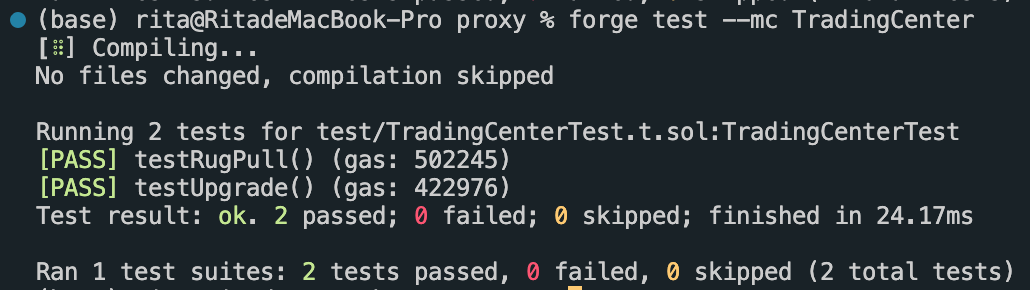 (base) rita@RitadeMacBook-Pro proxy % forge test --mc TradingCenter
[⠿] Compiling...
No files changed, compilation skipped
Running 2 tests for test/TradingCenterTest.t.sol:TradingCenterTest
[PASS] testRugPull() (gas: 502245)
[PASS] testUpgrade() (gas: 422976)
Test result: ok. 2 passed; 0 failed; 0 skipped; finished in 24.17ms
Ran 1 test suites: 2 tests passed, 0 failed, 0 skipped (2 total tests)